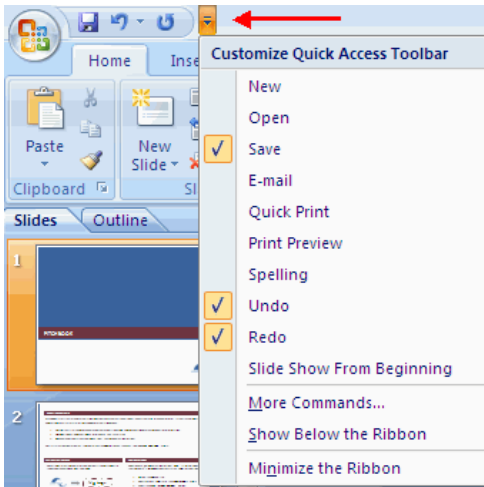 Customize Quick Access Toolbar
New
Open
Save
E-mail
Quick Print
Print Preview
Spelling
Undo
Redo
Slide Show From Beginning
More Commands...
Show Below the Ribbon
Minimize the Ribbon
Home
Inse
Paste
New
Slide
Clipboard
Sl
Slides
Outline
1
PITCHBOOK
2